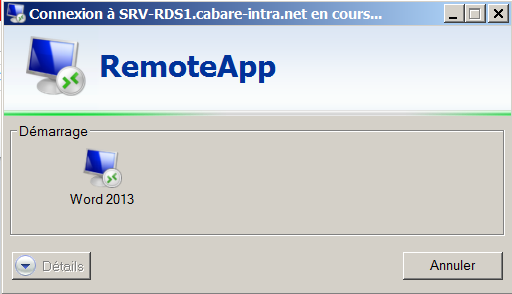 Connexion à SRV-RDS1.cabare-intra.net en cours...
RemoteApp
Démarrage
Word 2013
Détails
Annuler